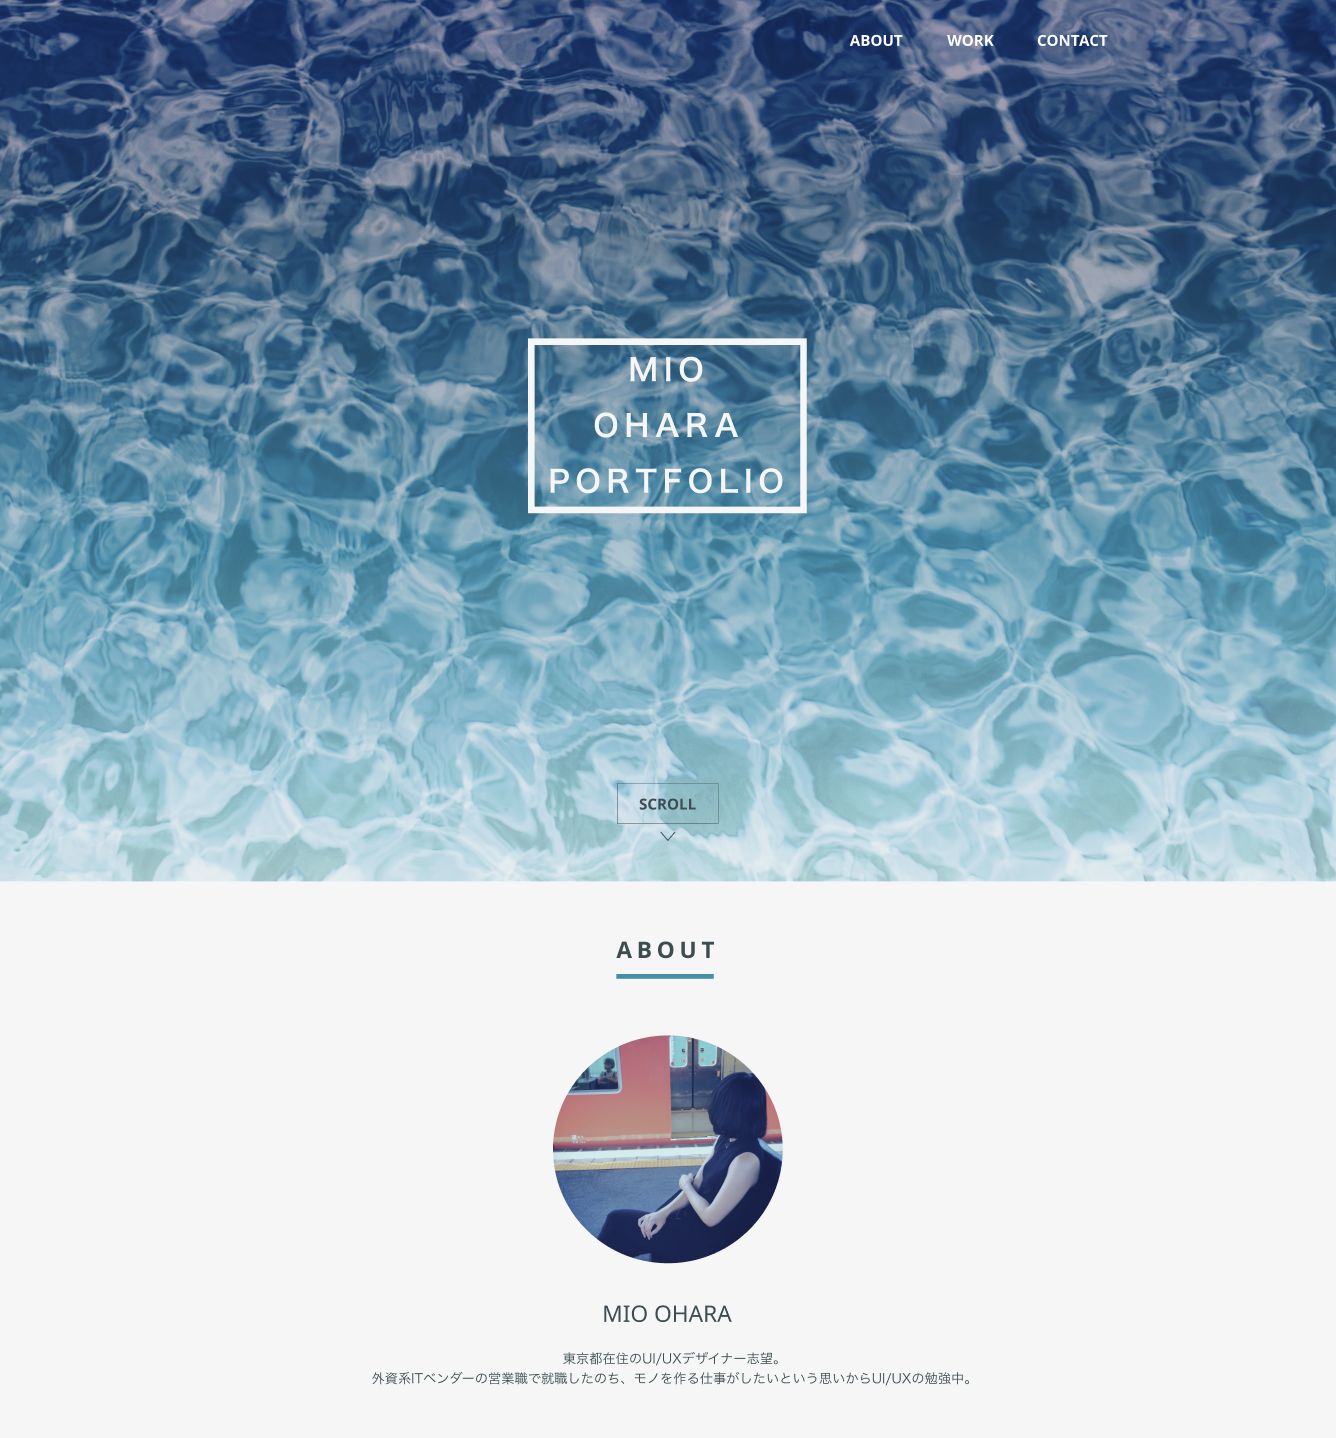 ABOUT WORK CONTACT
MIO
OHARA
PORTFOLIO
SCROLL
ABOUT
MIO OHARA
東京都在住のUI/UXデザイナー志望。
外資系ITベンダーの営業職で就職したのち、モノを作る仕事がしたいという思いからUI/UXの勉強中。